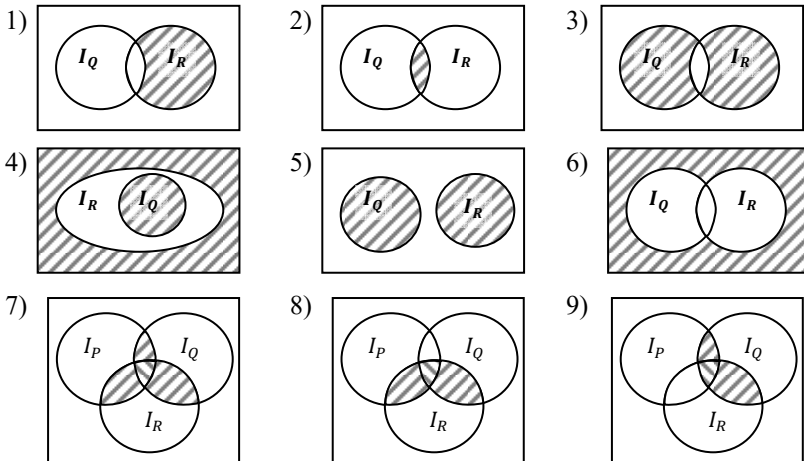 1) I_Q I_R 2) I_Q I_R 3) I_Q I_R
4) I_R I_Q 5) I_Q I_R 6) I_Q I_R
7) I_P I_Q 8) I_P I_Q 9) I_P I_Q
I_R I_R I_R